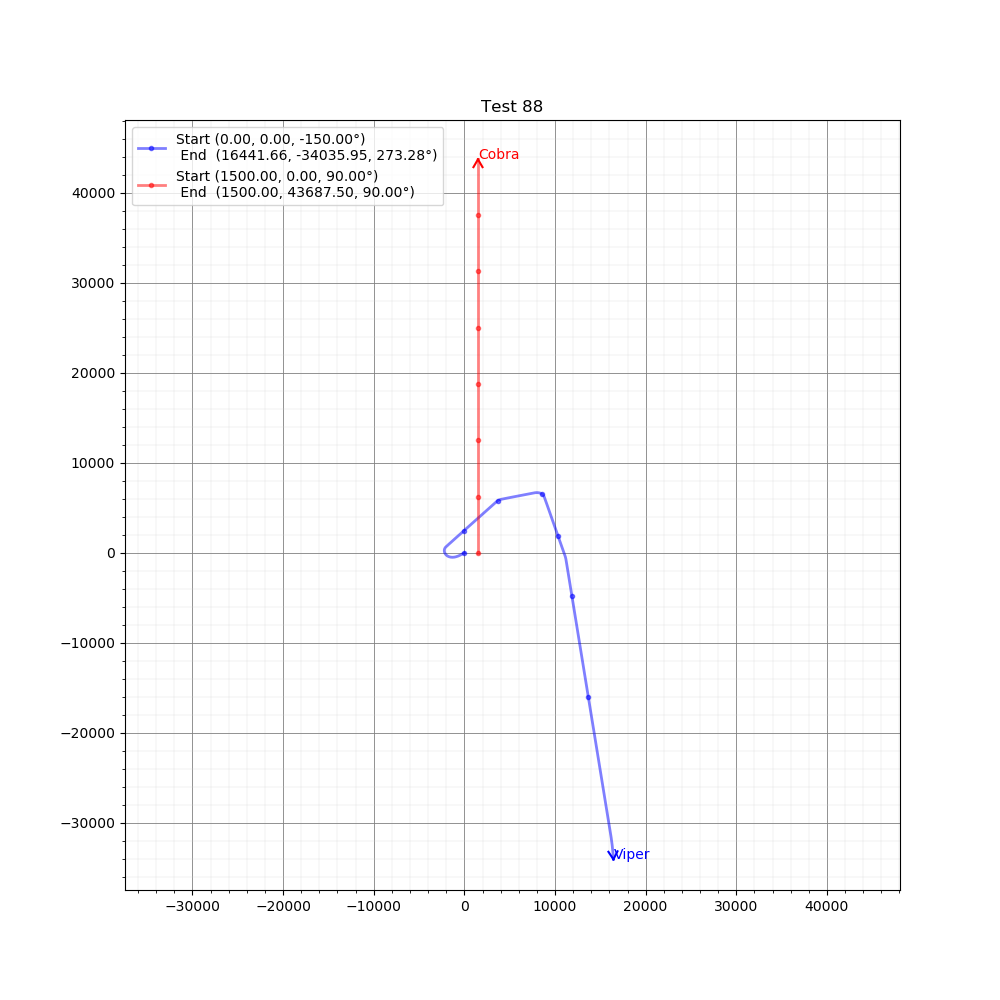 Test 88
Start (0.00, 0.00, -150.00°)
End (16441.66, -34035.95, 273.28°)
Start (1500.00, 0.00, 90.00°)
End (1500.00, 43687.50, 90.00°)
Cobra
40000
30000
20000
10000
0
−10000
−20000
−30000
Viper
−30000 −20000 −10000 0 10000 20000 30000 40000